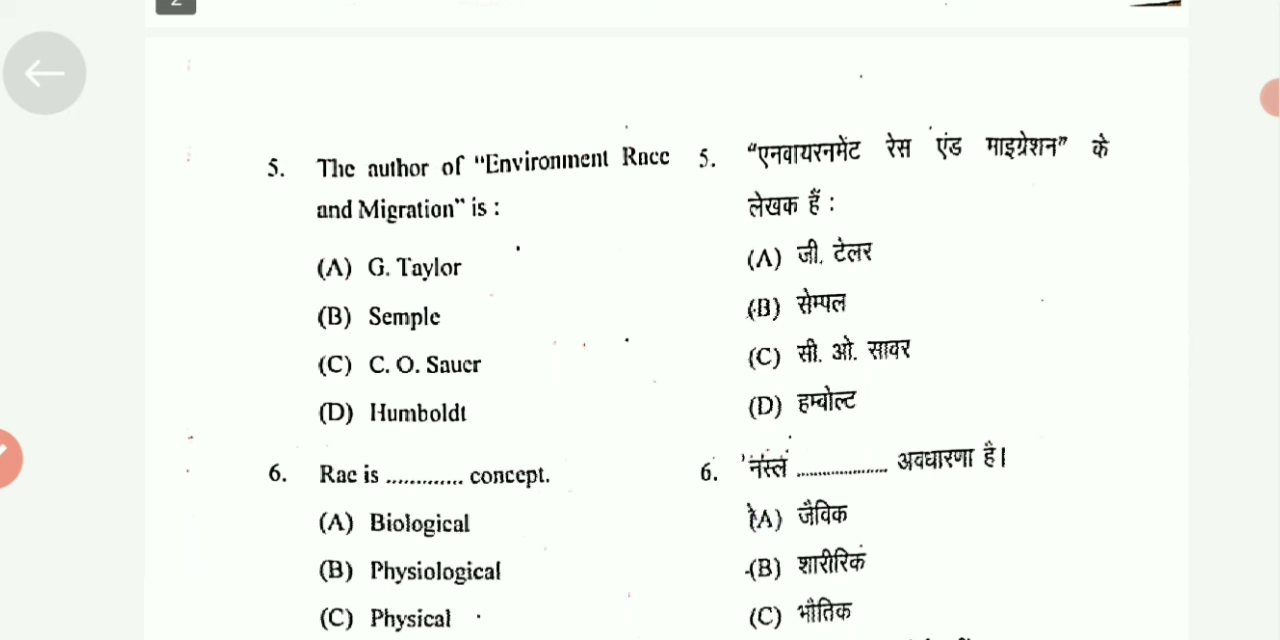 2
5. The author of “Environment Race
and Migration” is :
(A) G. Taylor
(B) Semple
(C) C. O. Sauer
(D) Humboldt
6. Rac is ............. concept.
(A) Biological
(B) Physiological
(C) Physical
5. “एनवायरनमेंट रेस एंड माइग्रेशन” के
लेखक हैं :
(A) जी. टेलर
(B) सेम्पल
(C) सी. ओ. सावर
(D) हम्बोल्ट
6. नस्ल .................... अवधारणा है।
(A) जैविक
(B) शारीरिक
(C) भौतिक